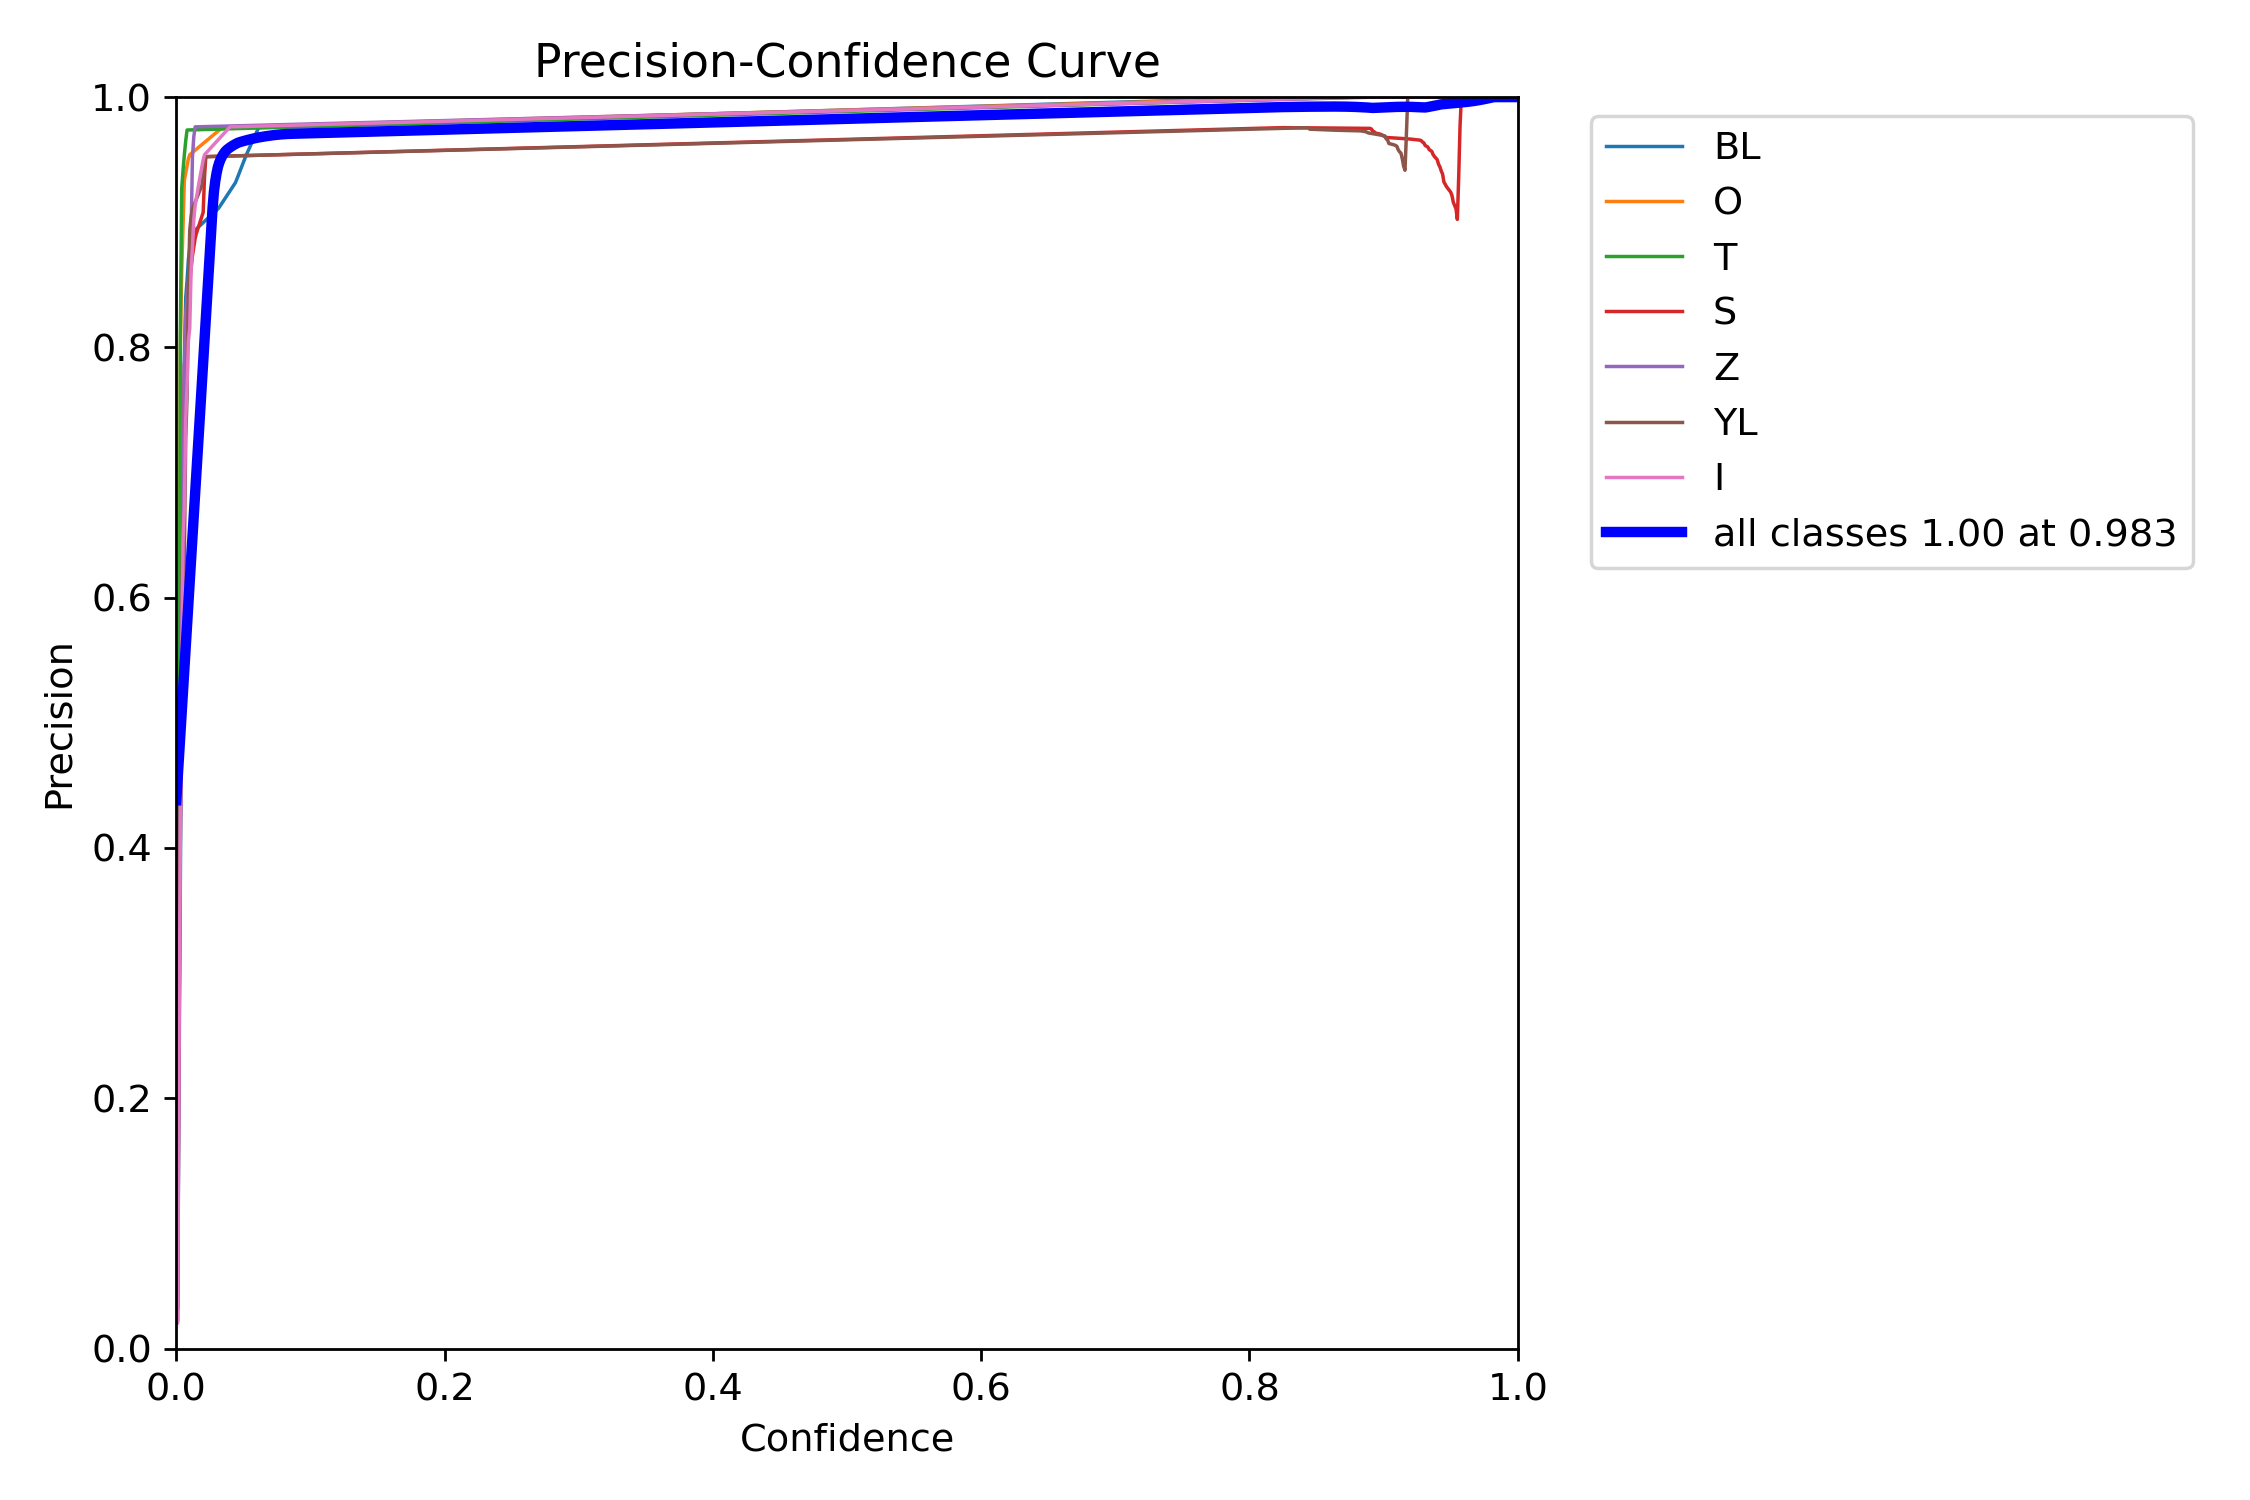 Precision-Confidence Curve
1.0
0.8
0.6
0.4
0.2
0.0
Precision
0.0 0.2 0.4 0.6 0.8 1.0
Confidence
BL
O
T
S
Z
YL
I
all classes 1.00 at 0.983